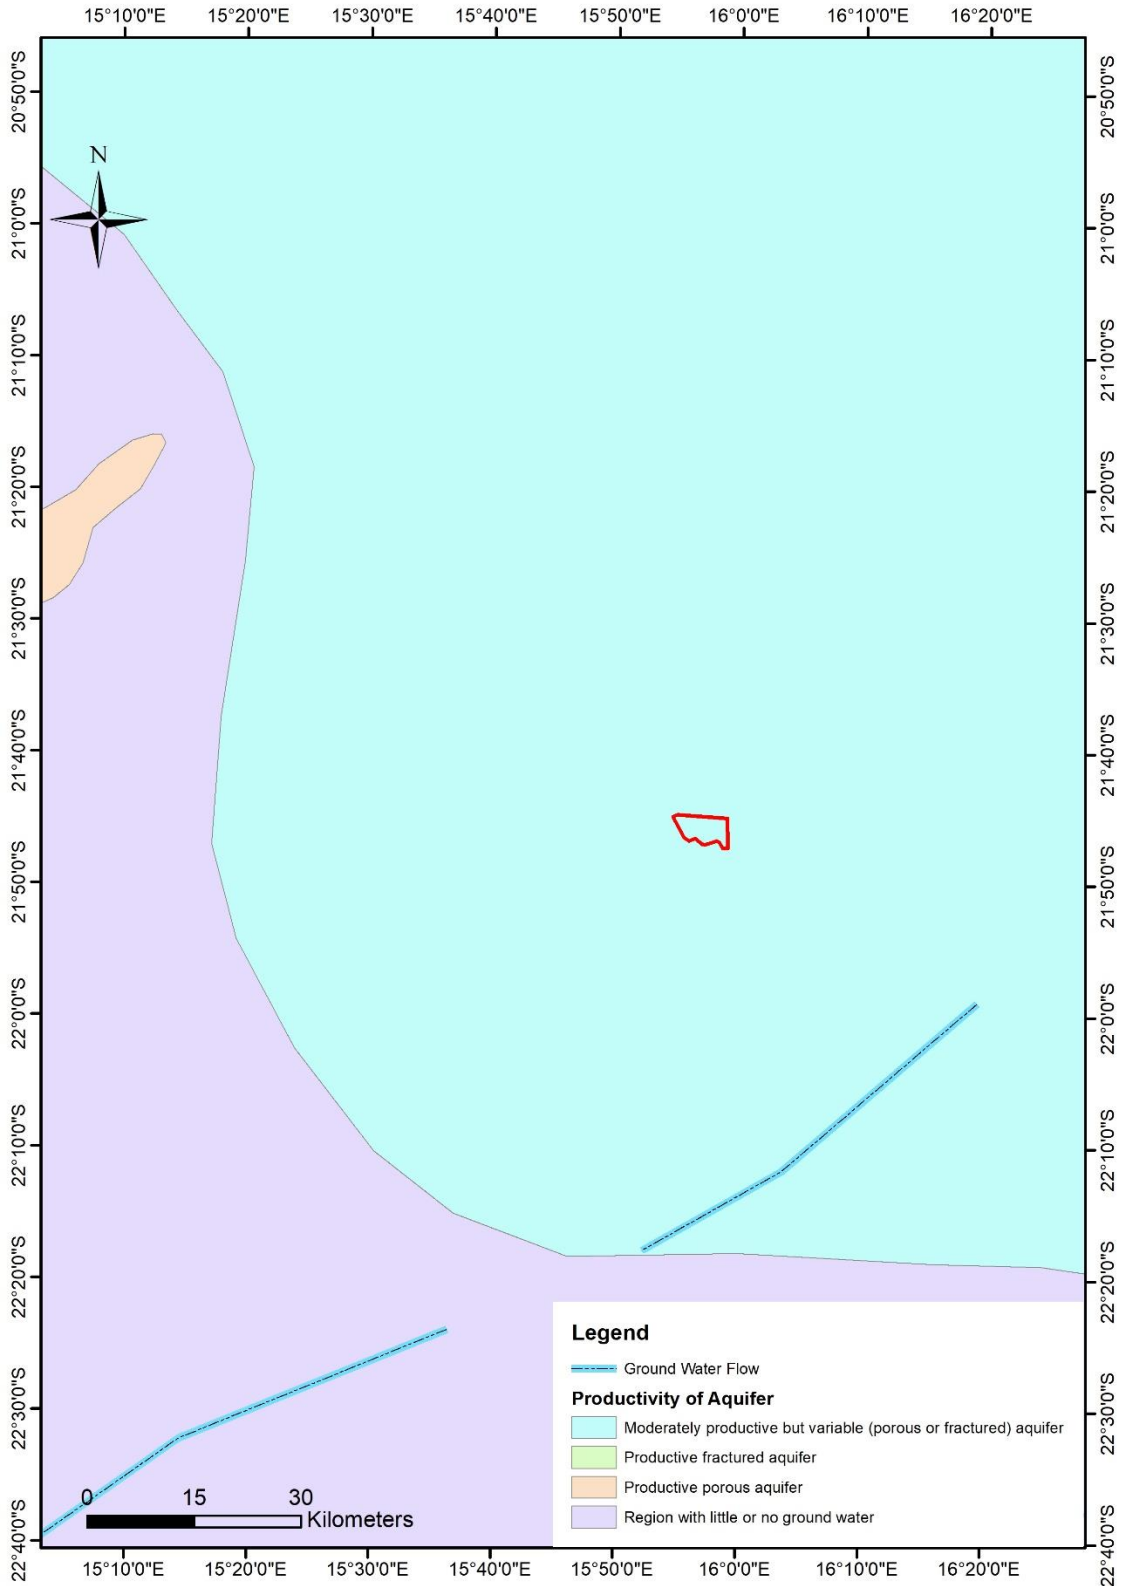 15°10'0"E 15°20'0"E 15°30'0"E 15°40'0"E 15°50'0"E 16°0'0"E 16°10'0"E 16°20'0"E
20°50'0"S 20°50'0"S
N
21°0'0"S 21°0'0"S
21°10'0"S 21°10'0"S
21°20'0"S 21°20'0"S
21°30'0"S 21°30'0"S
21°40'0"S 21°40'0"S
21°50'0"S 21°50'0"S
22°0'0"S 22°0'0"S
22°10'0"S 22°10'0"S
22°20'0"S 22°20'0"S
Legend
Ground Water Flow
Productivity of Aquifer
22°30'0"S 22°30'0"S
Moderately productive but variable (porous or fractured) aquifer
Productive fractured aquifer
Productive porous aquifer
0 15 30
Kilometers
Region with little or no ground water
22°40'0"S 22°40'0"S
15°10'0"E 15°20'0"E 15°30'0"E 15°40'0"E 15°50'0"E 16°0'0"E 16°10'0"E 16°20'0"E